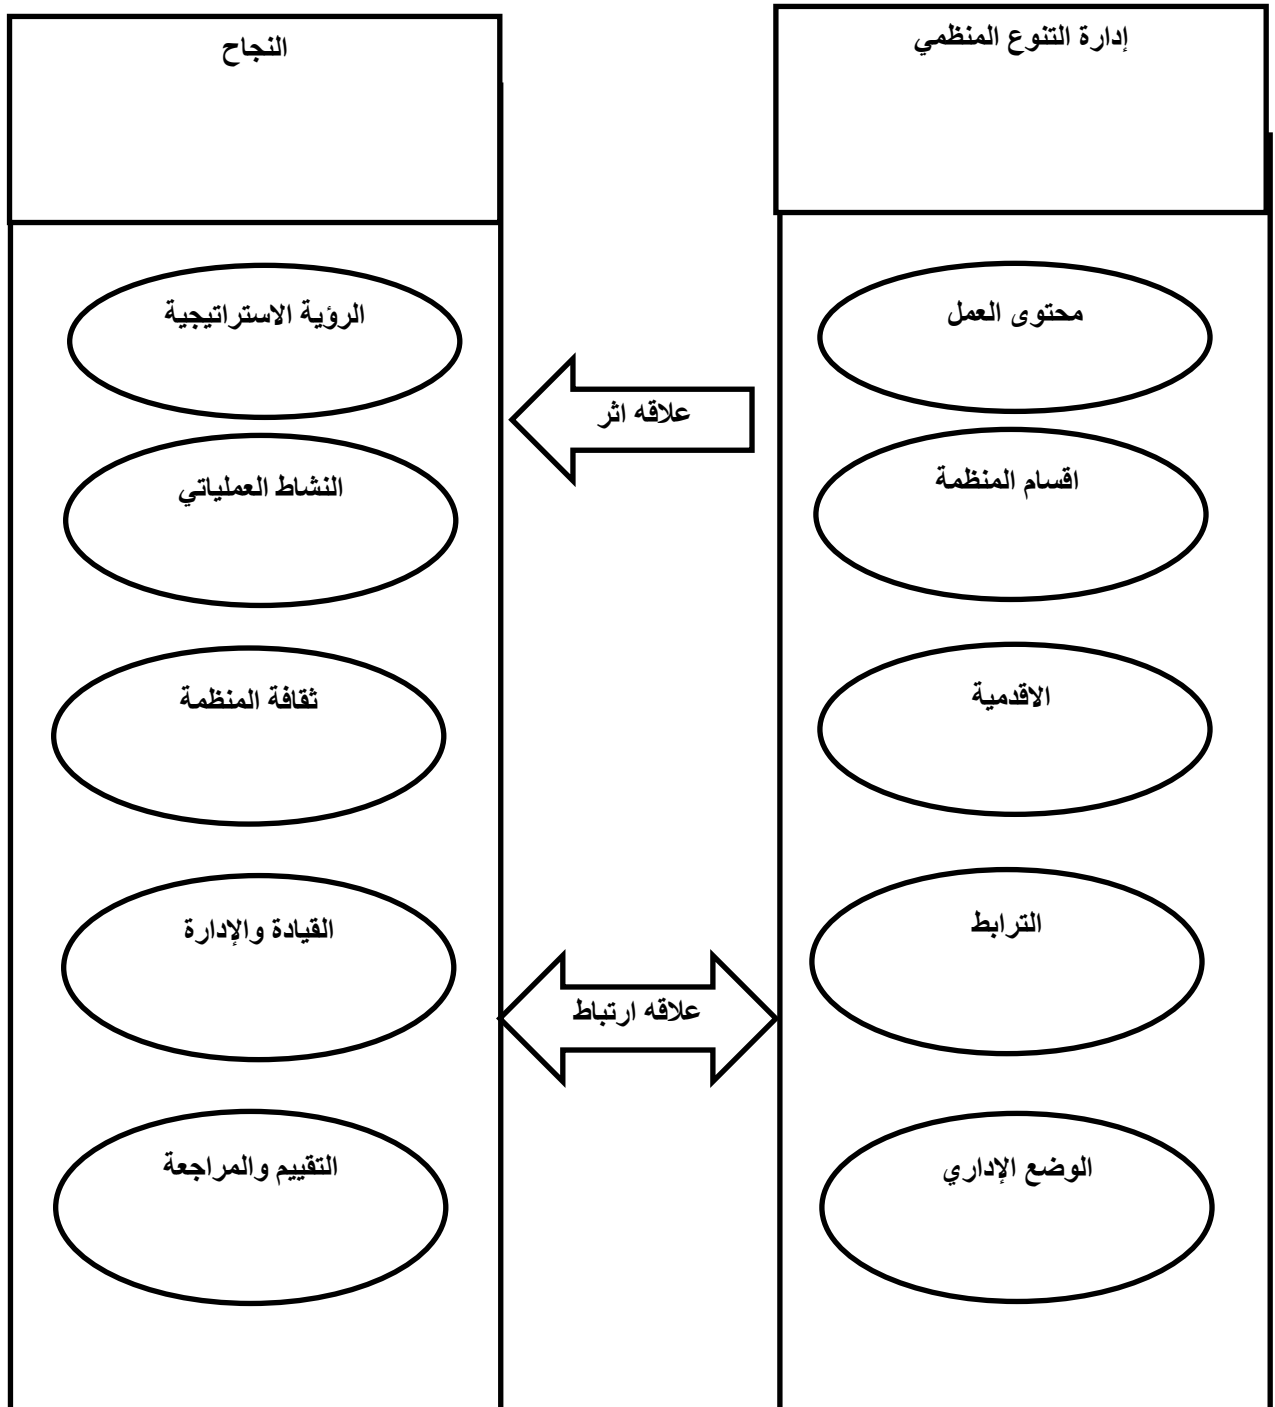 إدارة التنوع المنظمي
محتوى العمل
اقسام المنظمة
الاقدمية
الترابط
الوضع الإداري
علاقه اثر
علاقه ارتباط
النجاح
الرؤية الاستراتيجية
النشاط العملياتي
ثقافة المنظمة
القيادة والإدارة
التقييم والمراجعة